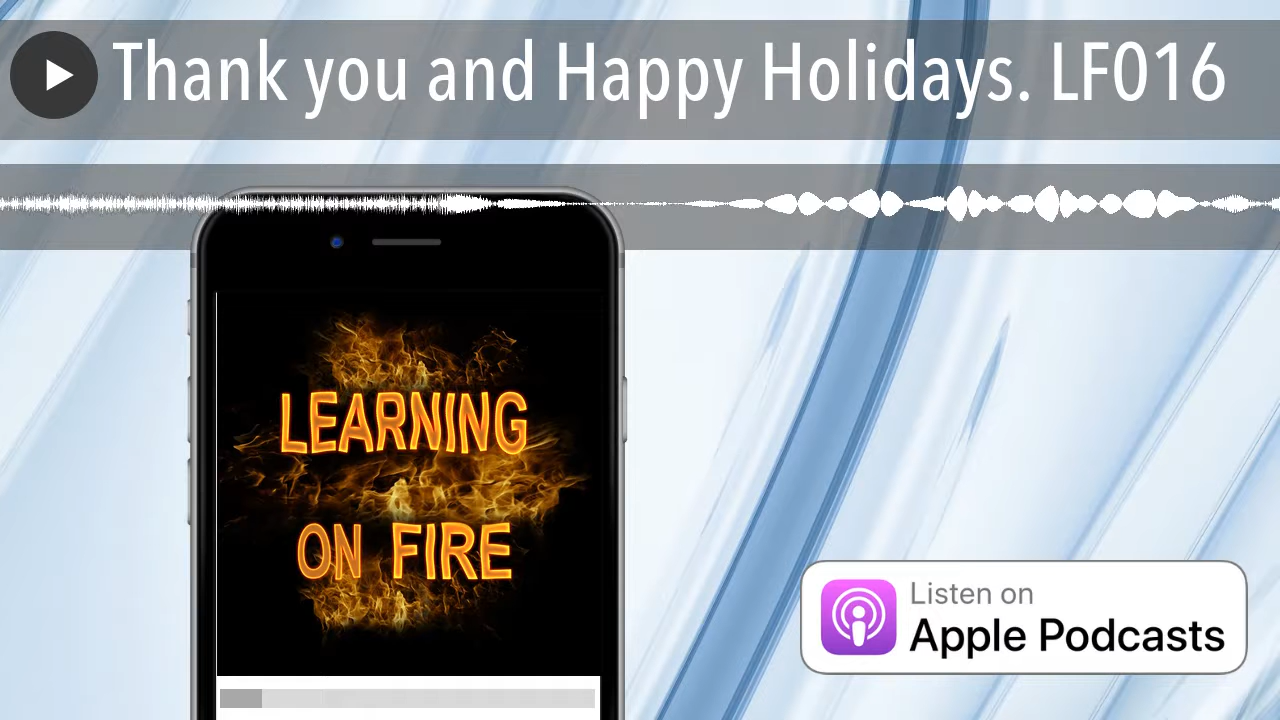 Thank you and Happy Holidays. LF016
LEARNING
ON FIRE
Listen on
Apple Podcasts